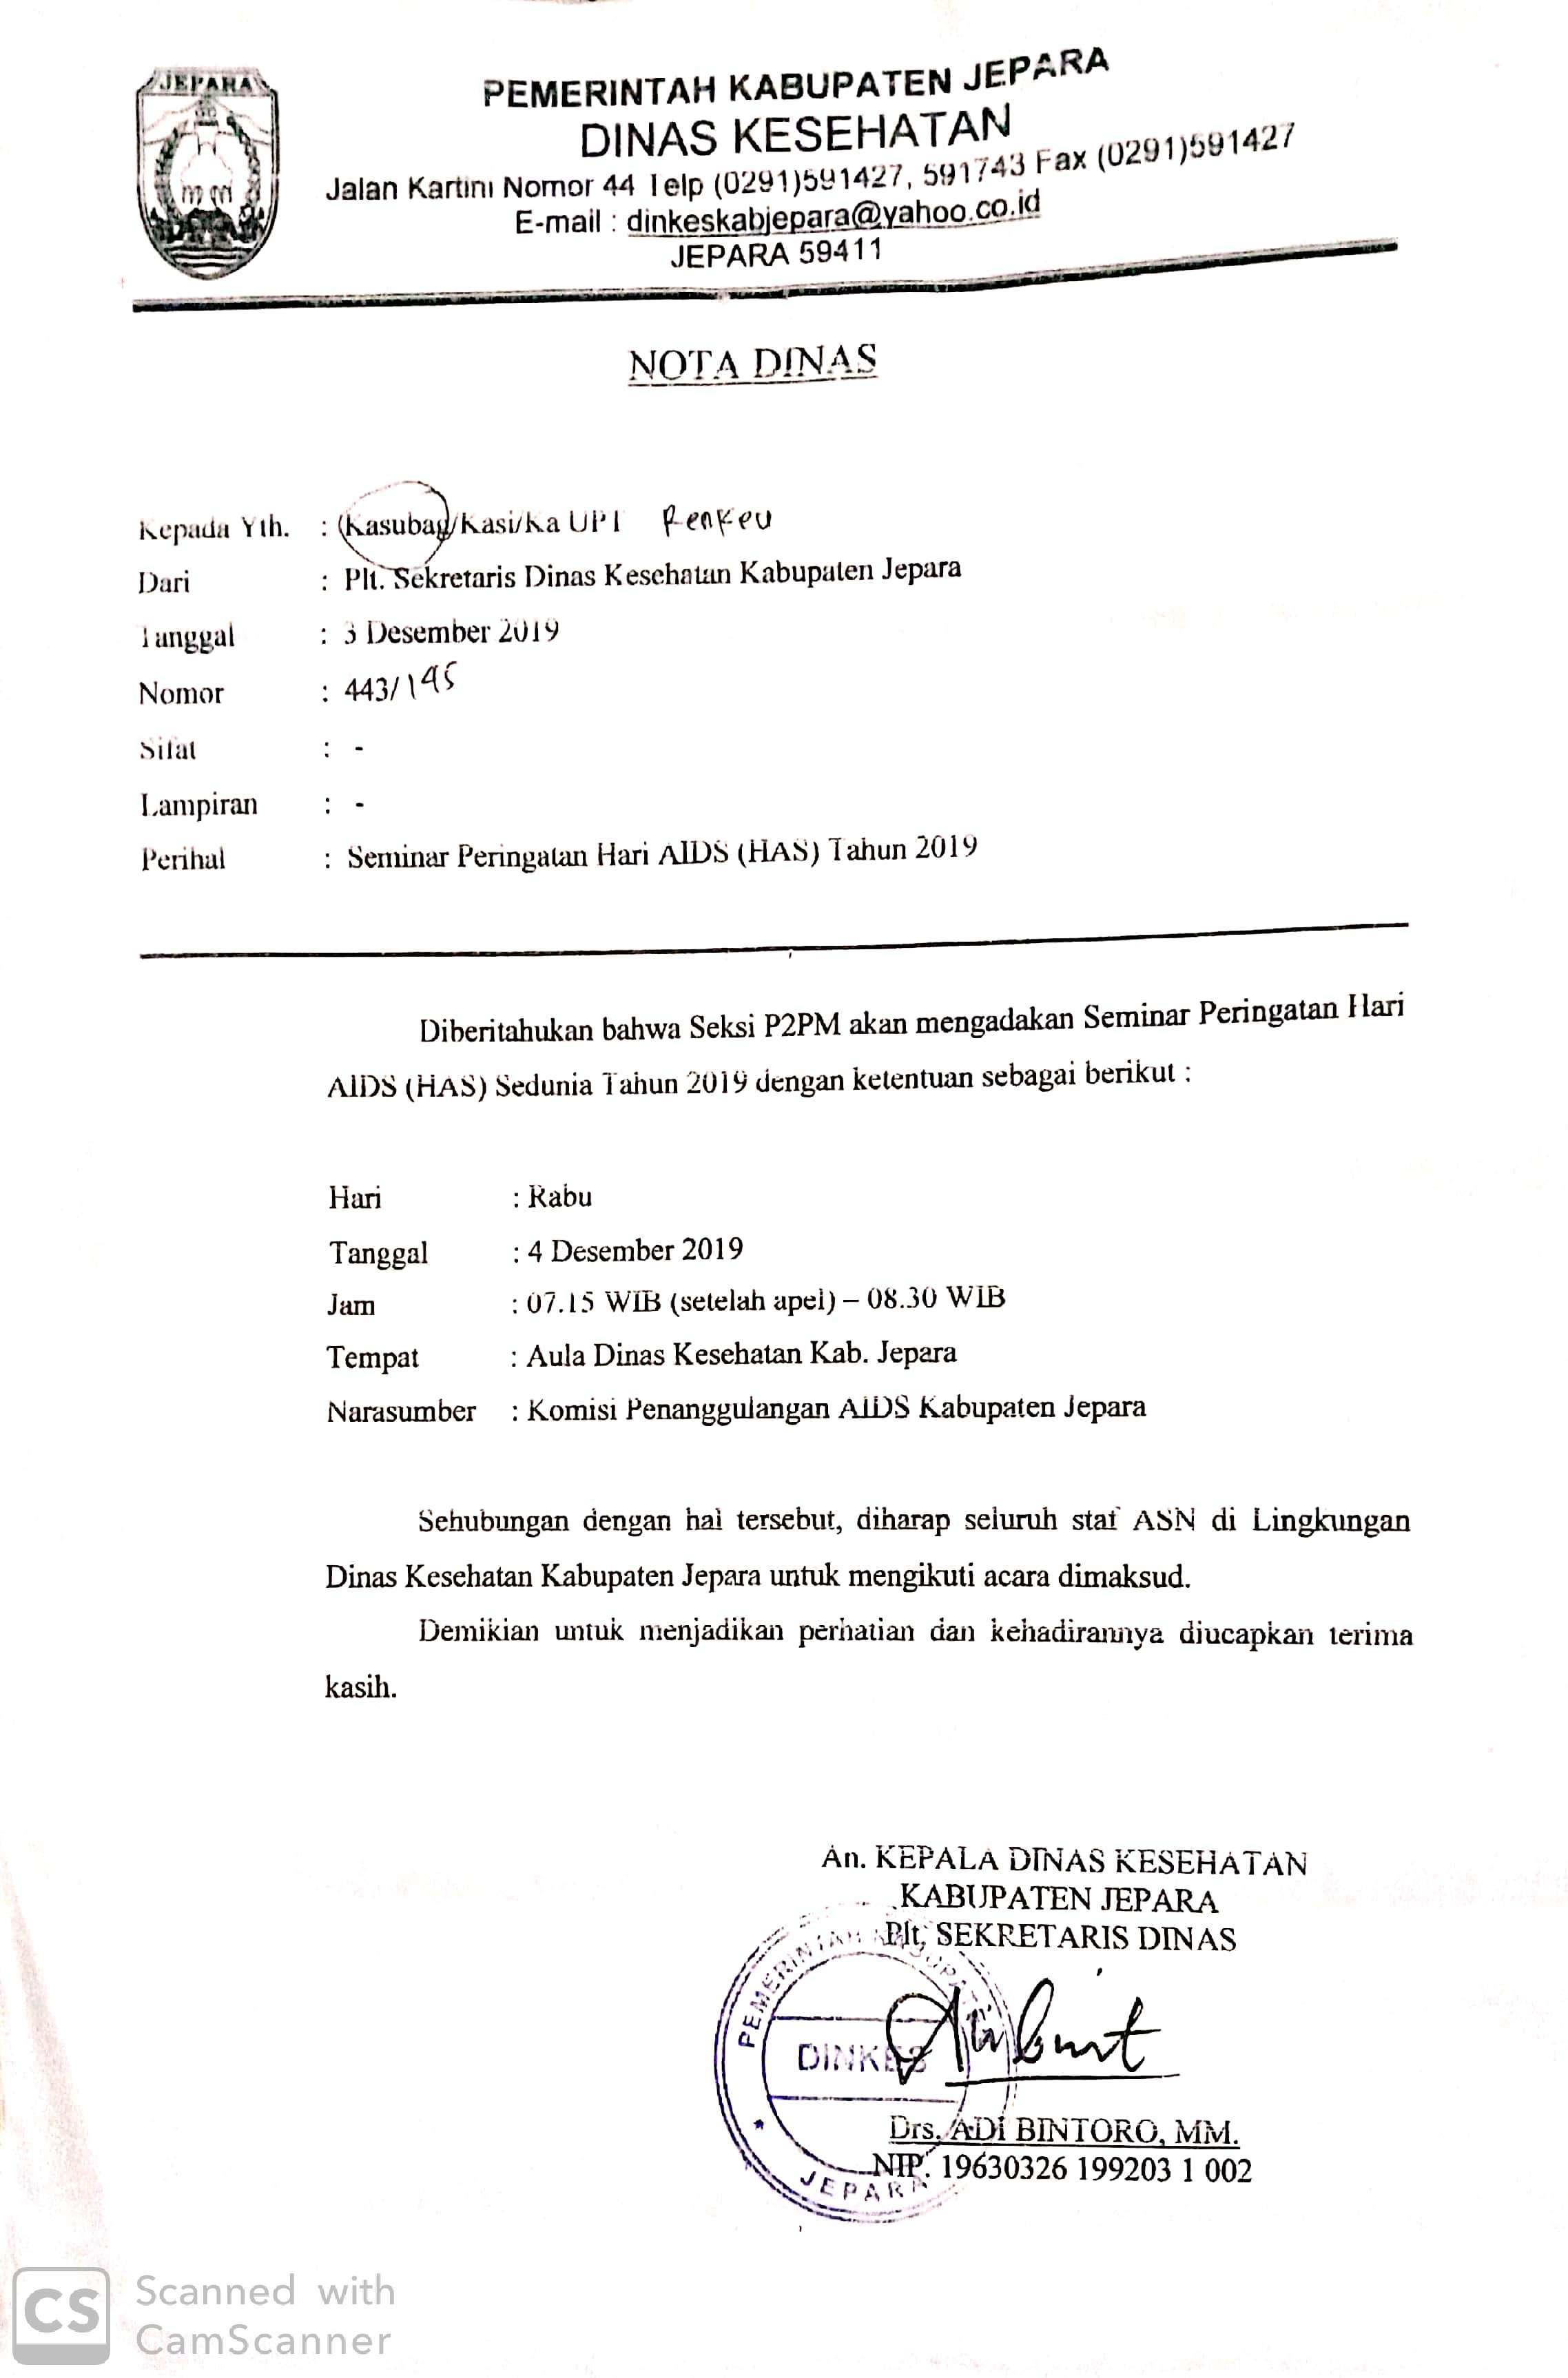 JEPARA
PEMERINTAH KABUPATEN JEPARA
DINAS KESEHATAN
Jalan Kartini Nomor 44 Telp (0291)591427, 591743 Fax (0291)591427
E-mail : dinkeskabjepara@yahoo.co.id
JEPARA 59411
NOTA DINAS
Kepada Yth. : (Kasubag/Kasi/Ka UPT Renkeu
Dari : Plt. Sekretaris Dinas Kesehatan Kabupaten Jepara
Tanggal : 3 Desember 2019
Nomor : 443/195
Sifat : -
Lampiran : -
Perihal : Seminar Peringatan Hari AIDS (HAS) Tahun 2019
Diberitahukan bahwa Seksi P2PM akan mengadakan Seminar Peringatan Hari
AIDS (HAS) Sedunia Tahun 2019 dengan ketentuan sebagai berikut :
Hari : Rabu
Tanggal : 4 Desember 2019
Jam : 07.15 WIB (setelah apel) – 08.30 WIB
Tempat : Aula Dinas Kesehatan Kab. Jepara
Narasumber : Komisi Penanggulangan AIDS Kabupaten Jepara
Sehubungan dengan hal tersebut, diharap seluruh staf ASN di Lingkungan
Dinas Kesehatan Kabupaten Jepara untuk mengikuti acara dimaksud.
Demikian untuk menjadikan perhatian dan kehadirannya diucapkan terima
kasih.
An. KEPALA DINAS KESEHATAN
KABUPATEN JEPARA
Plt. SEKRETARIS DINAS
PEMERINTAH KABUPATEN
DINKES
JEPARA
Drs. ADI BINTORO, MM.
NIP. 19630326 199203 1 002
CS Scanned with
CamScanner